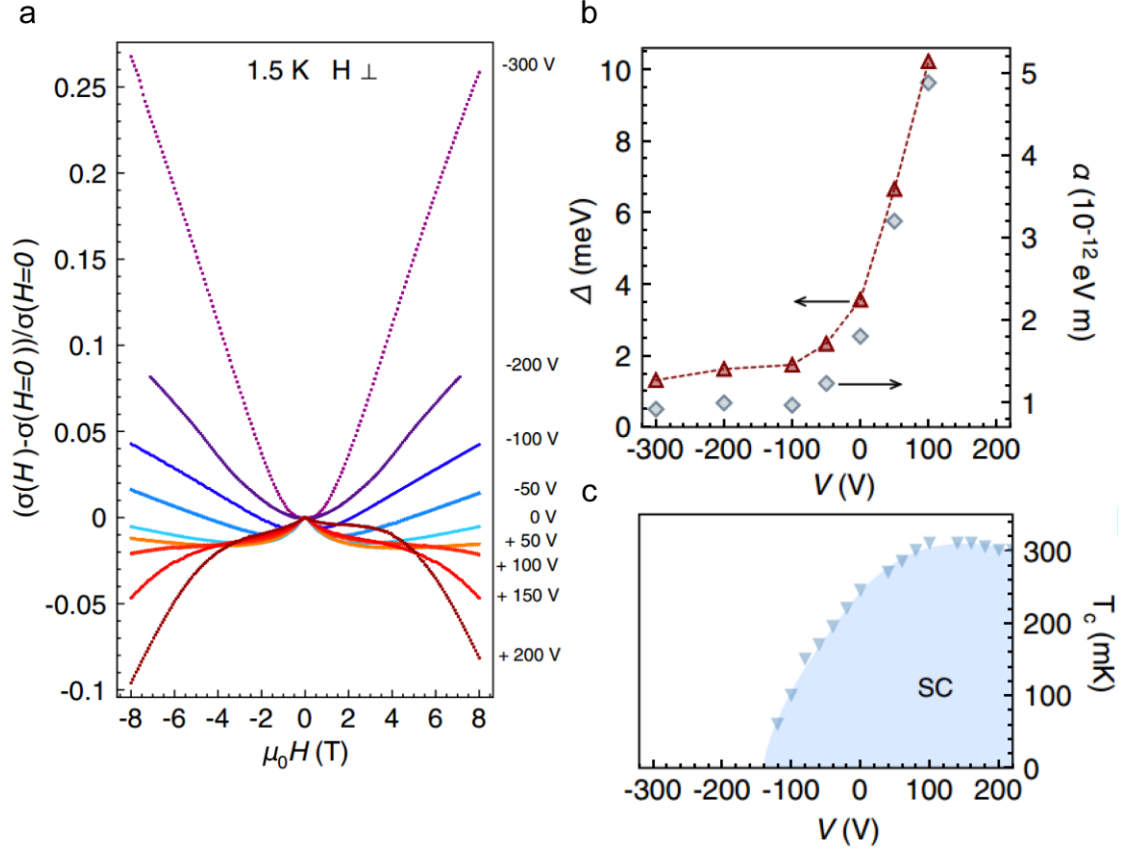 a
1.5 K H ⊥
(σ(H)-σ(H=0))/σ(H=0)
0.25
0.2
0.15
0.1
0.05
0
-0.05
-0.1
-300 V
-200 V
-100 V
-50 V
0 V
+ 50 V
+ 100 V
+ 150 V
+ 200 V
-8 -6 -4 -2 0 2 4 6 8
μ₀H (T)
b
Δ (meV)
10
8
6
4
2
0
5
4
3
2
1
α (10⁻¹² eV m)
-300 -200 -100 0 100 200
V (V)
c
300
200
100
0
T꜀ (mK)
SC
-300 -200 -100 0 100 200
V (V)